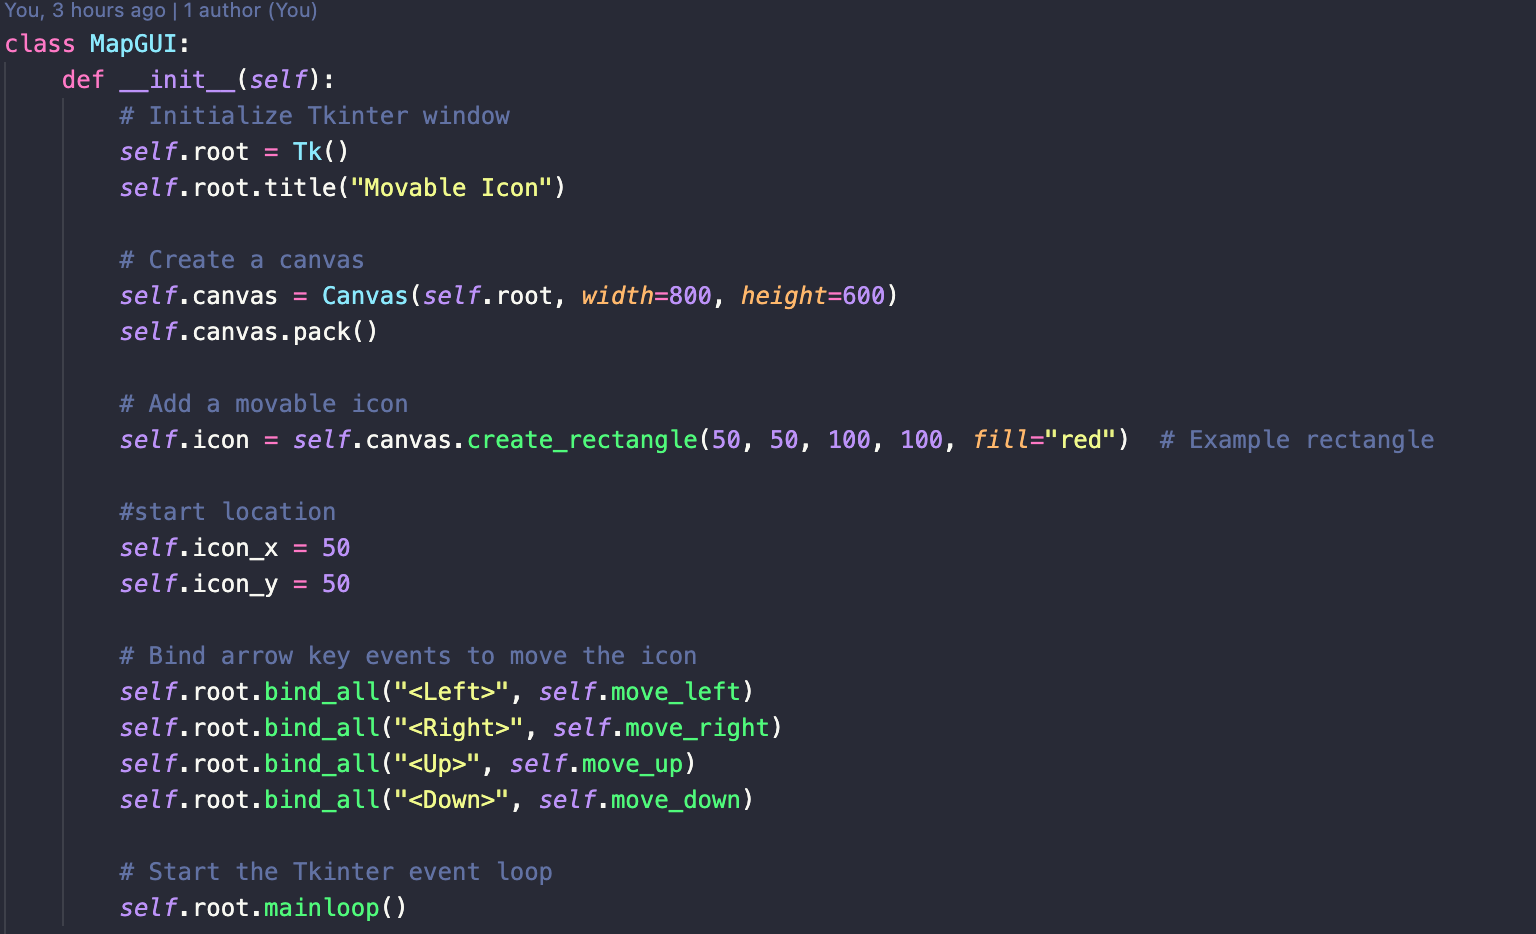 You, 3 hours ago | 1 author (You)
class MapGUI:
    def __init__(self):
        # Initialize Tkinter window
        self.root = Tk()
        self.root.title("Movable Icon")

        # Create a canvas
        self.canvas = Canvas(self.root, width=800, height=600)
        self.canvas.pack()

        # Add a movable icon
        self.icon = self.canvas.create_rectangle(50, 50, 100, 100, fill="red")  # Example rectangle

        #start location
        self.icon_x = 50
        self.icon_y = 50

        # Bind arrow key events to move the icon
        self.root.bind_all("<Left>", self.move_left)
        self.root.bind_all("<Right>", self.move_right)
        self.root.bind_all("<Up>", self.move_up)
        self.root.bind_all("<Down>", self.move_down)

        # Start the Tkinter event loop
        self.root.mainloop()